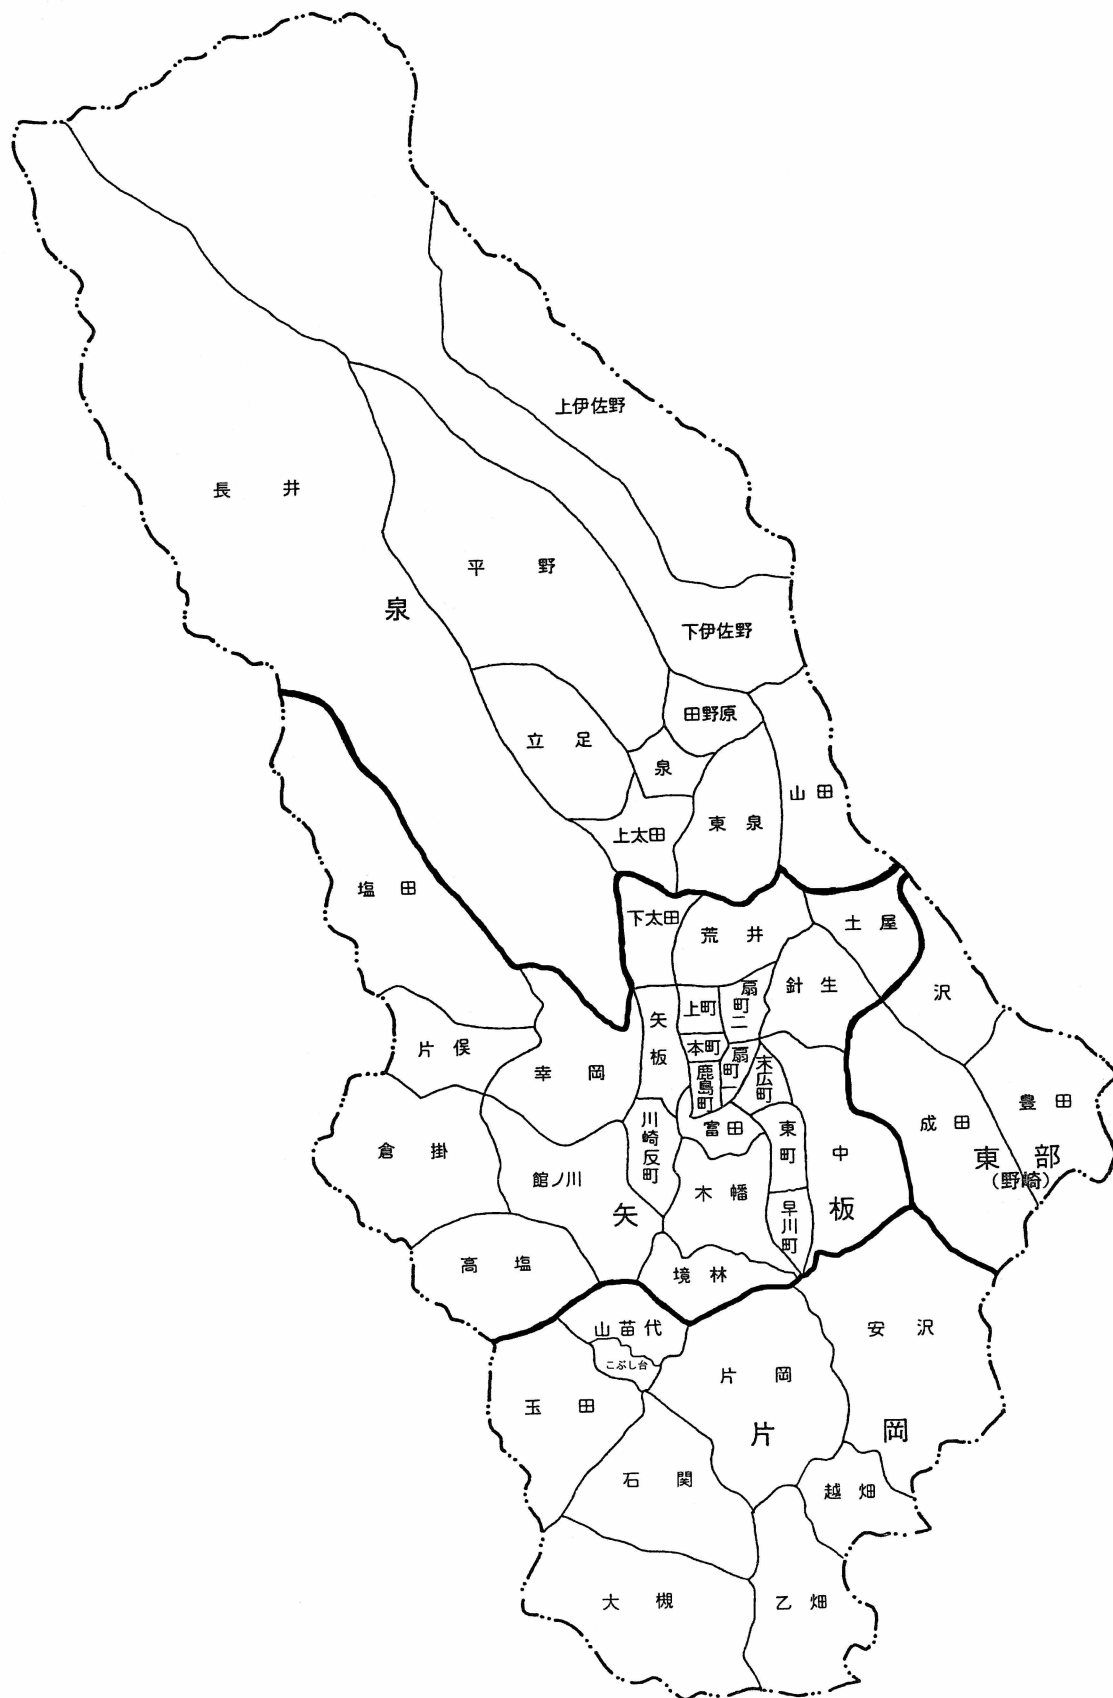 上伊佐野
長井
平野
泉
下伊佐野
田野原
立足
泉
山田
東泉
上太田
塩田
下太田
荒井
土屋
針生
沢
扇町二
上町
矢板
片俣
本町
扇町一
末広町
幸岡
鹿島町
豊田
川崎反町
富田
東町
成田
倉掛
中
東部
(野崎)
館ノ川
木幡
早川町
矢板
高塩
境林
山苗代
安沢
こぶし台
片岡
玉田
片岡
石関
越畑
大槻
乙畑